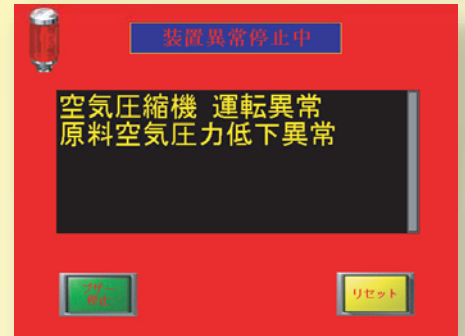 装置異常停止中
空気圧縮機 運転異常
原料空気圧力低下異常
ブザー
停止
リセット